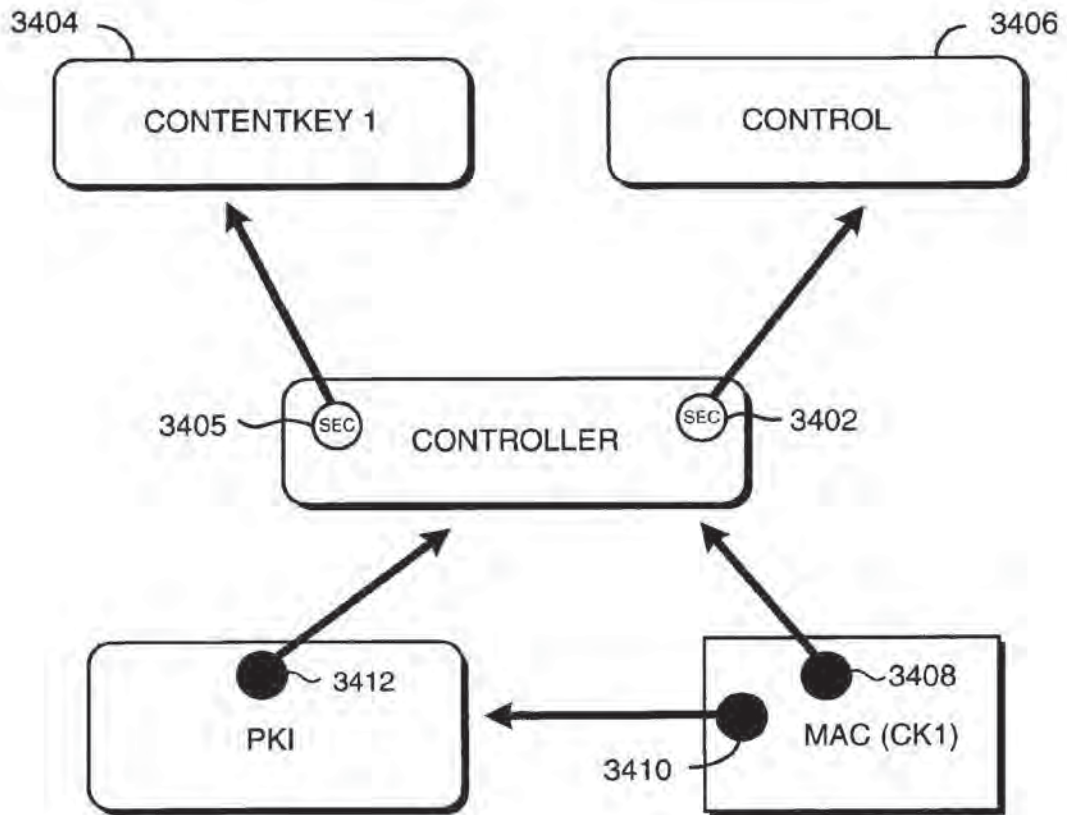 3404
3406
CONTENTKEY 1
CONTROL
3405
SEC
CONTROLLER
SEC
3402
3412
PKI
3408
MAC (CK1)
3410